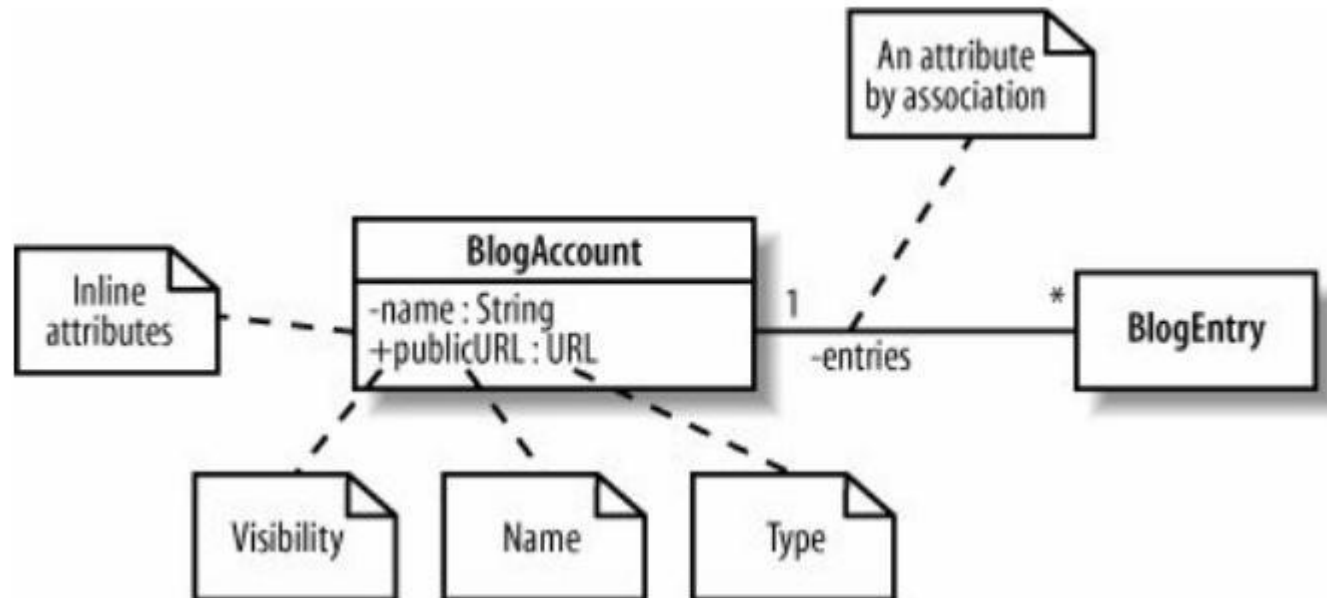 An attribute
by association
BlogAccount
Inline
attributes
-name : String
+publicURL : URL
1
*
-entries
BlogEntry
Visibility
Name
Type